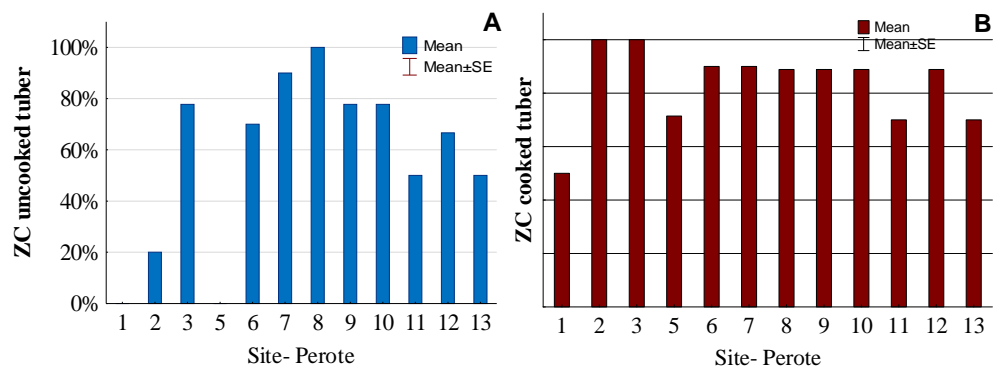 A
Mean
Mean±SE
100%
80%
60%
40%
20%
0%
ZC uncooked tuber
1 2 3 5 6 7 8 9 10 11 12 13
Site- Perote
B
Mean
Mean±SE
ZC cooked tuber
1 2 3 5 6 7 8 9 10 11 12 13
Site- Perote